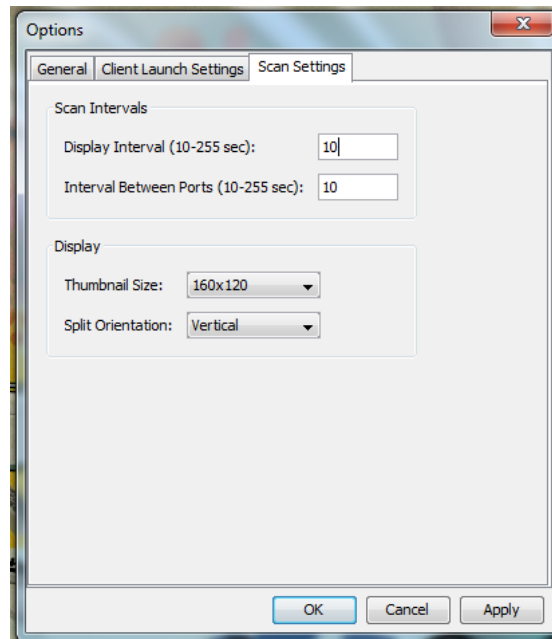 Options
General Client Launch Settings Scan Settings
Scan Intervals
Display Interval (10-255 sec): 10
Interval Between Ports (10-255 sec): 10
Display
Thumbnail Size: 160x120
Split Orientation: Vertical
OK Cancel Apply